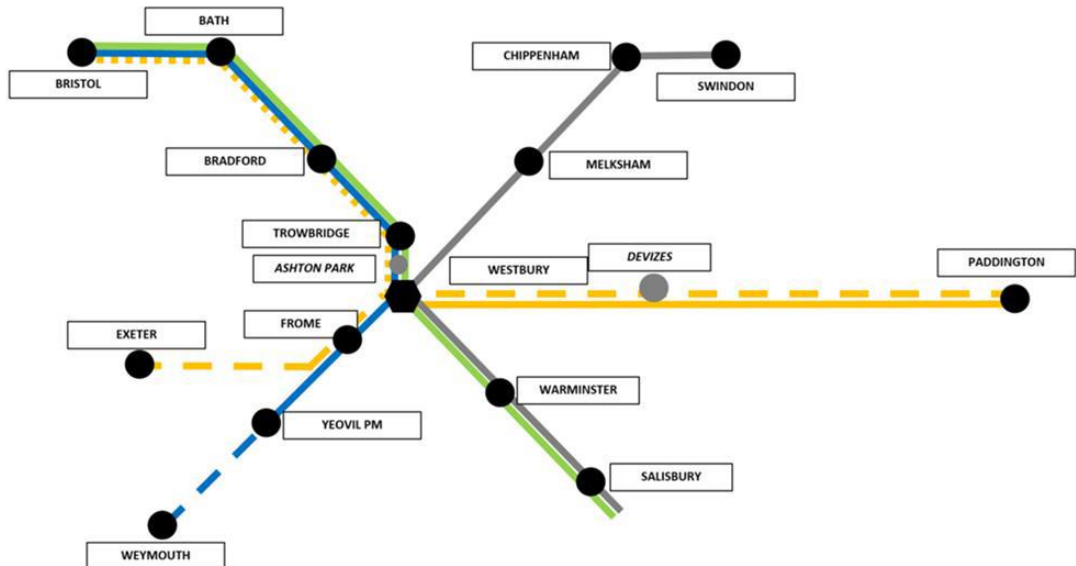 BATH
BRISTOL
CHIPPENHAM
SWINDON
BRADFORD
MELKSHAM
TROWBRIDGE
ASHTON PARK
WESTBURY
DEVIZES
PADDINGTON
FROME
EXETER
WARMINSTER
YEOVIL PM
SALISBURY
WEYMOUTH